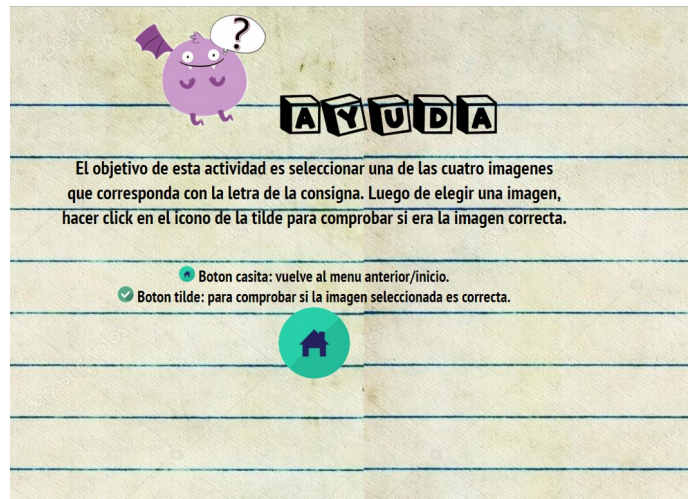 ?
AYUDA
El objetivo de esta actividad es seleccionar una de las cuatro imagenes
que corresponda con la letra de la consigna. Luego de elegir una imagen,
hacer click en el icono de la tilde para comprobar si era la imagen correcta.
Boton casita: vuelve al menu anterior/inicio.
Boton tilde: para comprobar si la imagen seleccionada es correcta.